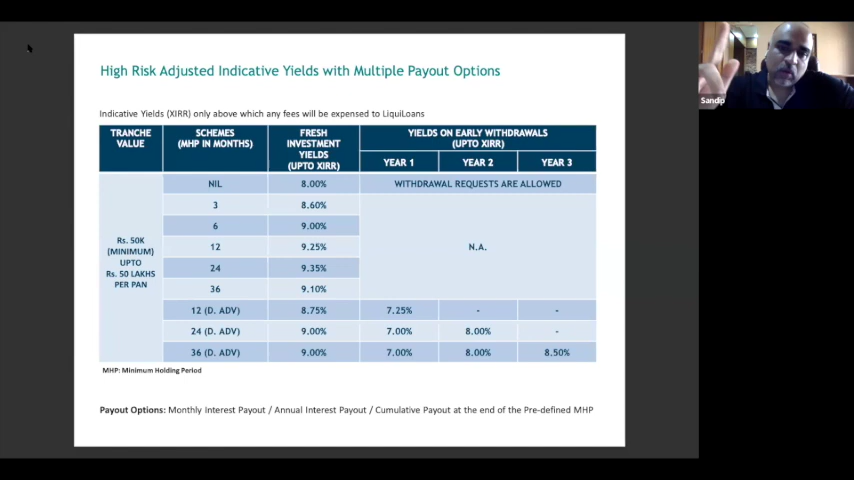 High Risk Adjusted Indicative Yields with Multiple Payout Options
Sandip
Indicative Yields (XIRR) only above which any fees will be expensed to LiquiLoans
TRANCHE VALUE SCHEMES (MHP IN MONTHS) FRESH INVESTMENT YIELDS (UPTO XIRR) YIELDS ON EARLY WITHDRAWALS (UPTO XIRR)
YEAR 1 YEAR 2 YEAR 3
Rs. 50K (MINIMUM) UPTO Rs. 50 LAKHS PER PAN
NIL 8.00% WITHDRAWAL REQUESTS ARE ALLOWED
3 8.60% N.A.
6 9.00%
12 9.25%
24 9.35%
36 9.10%
12 (D. ADV) 8.75% 7.25% - -
24 (D. ADV) 9.00% 7.00% 8.00% -
36 (D. ADV) 9.00% 7.00% 8.00% 8.50%
MHP: Minimum Holding Period
Payout Options: Monthly Interest Payout / Annual Interest Payout / Cumulative Payout at the end of the Pre-defined MHP